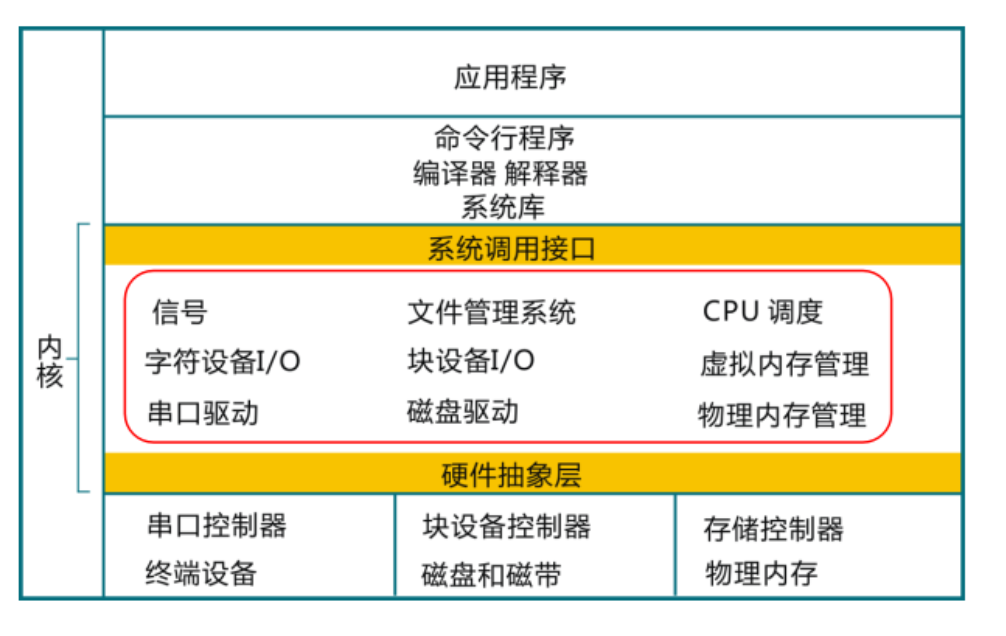 应用程序
命令行程序
编译器 解释器
系统库
系统调用接口
内核
信号 文件管理系统 CPU 调度
字符设备I/O 块设备I/O 虚拟内存管理
串口驱动 磁盘驱动 物理内存管理
硬件抽象层
串口控制器 块设备控制器 存储控制器
终端设备 磁盘和磁带 物理内存